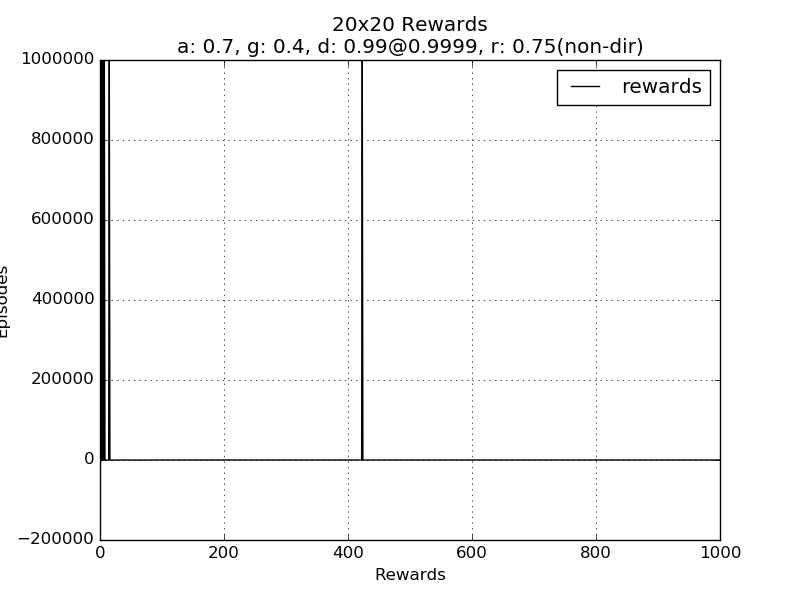 20x20 Rewards
a: 0.7, g: 0.4, d: 0.99@0.9999, r: 0.75(non-dir)
1000000
rewards
800000
600000
Episodes
400000
200000
0
−200000
0 200 400 600 800 1000
Rewards